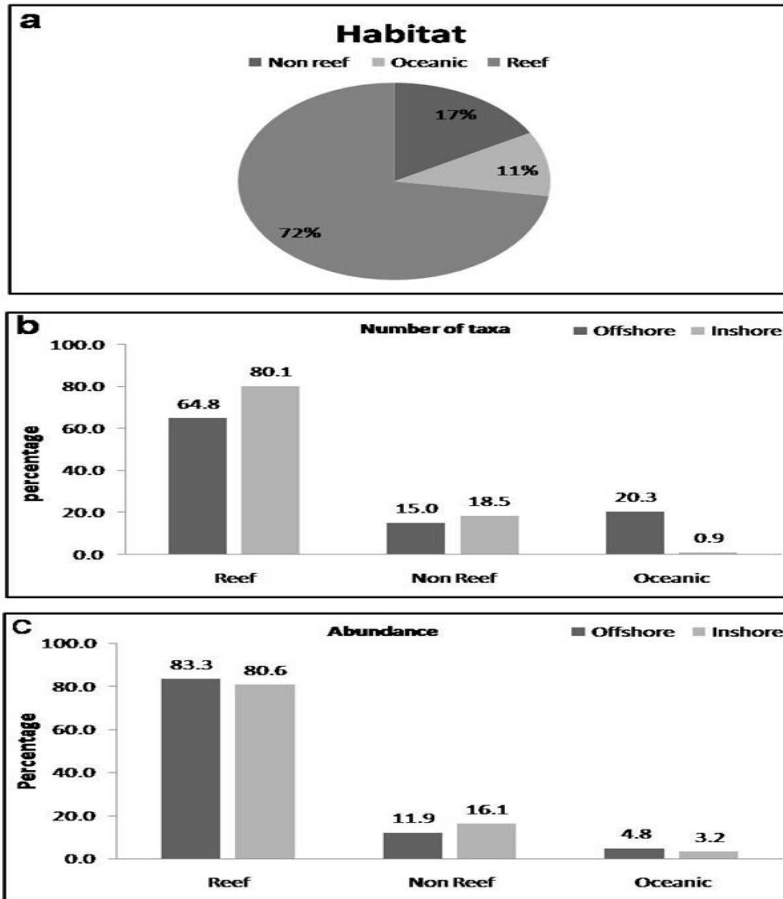 a
Habitat
Non reef Oceanic Reef
17%
11%
72%
b
Number of taxa Offshore Inshore
percentage
100.0
80.0
60.0
40.0
20.0
0.0
64.8
80.1
15.0
18.5
20.3
0.9
Reef Non Reef Oceanic
c
Abundance Offshore Inshore
Percentage
100.0
80.0
60.0
40.0
20.0
0.0
83.3
80.6
11.9
16.1
4.8
3.2
Reef Non Reef Oceanic